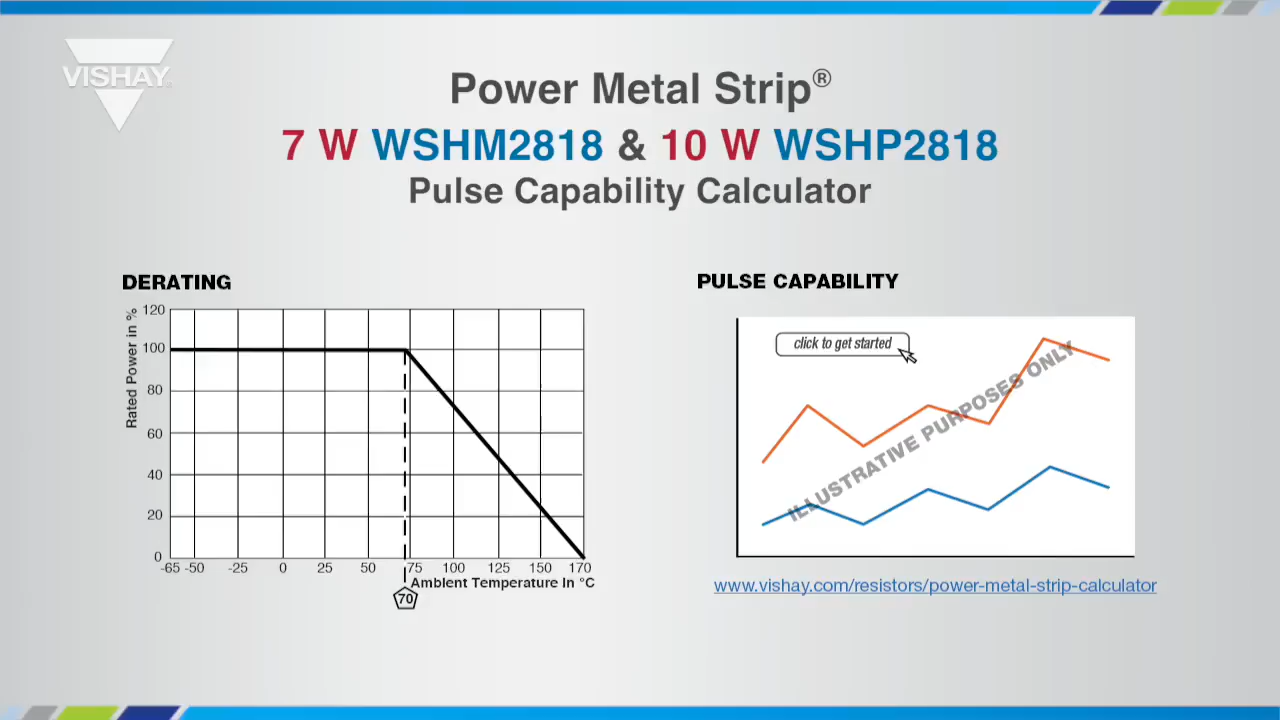 VISHAY
Power Metal Strip®
7 W WSHM2818 & 10 W WSHP2818
Pulse Capability Calculator
DERATING
Rated Power in %
120
100
80
60
40
20
0
-65 -50 -25 0 25 50 75 100 125 150 170
Ambient Temperature in °C
70
PULSE CAPABILITY
click to get started
ILLUSTRATIVE PURPOSES ONLY
www.vishay.com/resistors/power-metal-strip-calculator